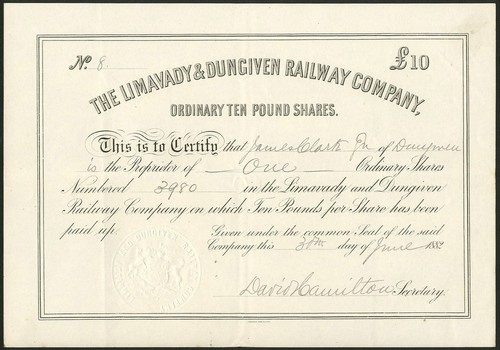 No. 8
£10
THE LIMAVADY & DUNGIVEN RAILWAY COMPANY,
ORDINARY TEN POUND SHARES.
This is to Certify that James Clark Jn. of Dungiven
is the Proprietor of One Ordinary Shares
Numbered 3980 in the Limavady and Dungiven
Railway Company on which Ten Pounds per Share has been
paid up.
Given under the common Seal of the said
Company this 30th day of June
David Hamilton Secretary.